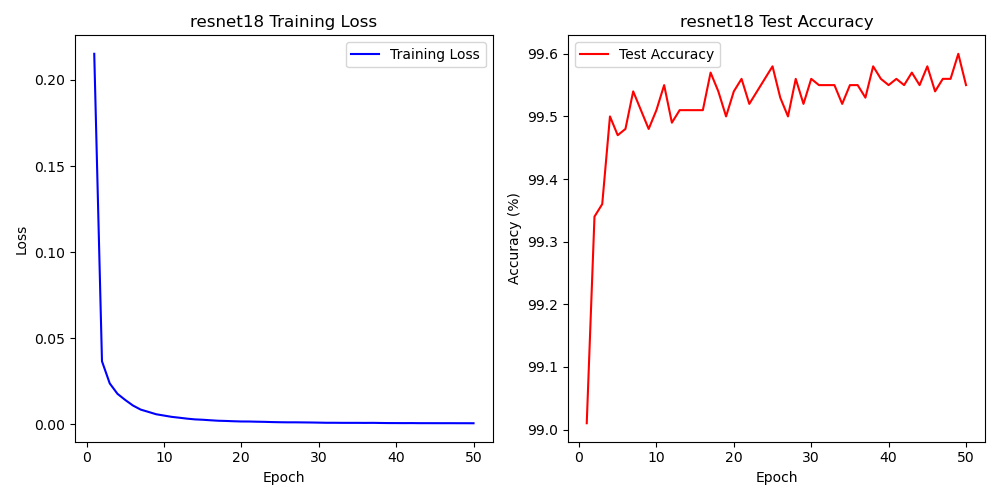 resnet18 Training Loss
Training Loss
0.20
0.15
0.10
0.05
0.00
Loss
0 10 20 30 40 50
Epoch
resnet18 Test Accuracy
Test Accuracy
99.6
99.5
99.4
99.3
99.2
99.1
99.0
Accuracy (%)
0 10 20 30 40 50
Epoch